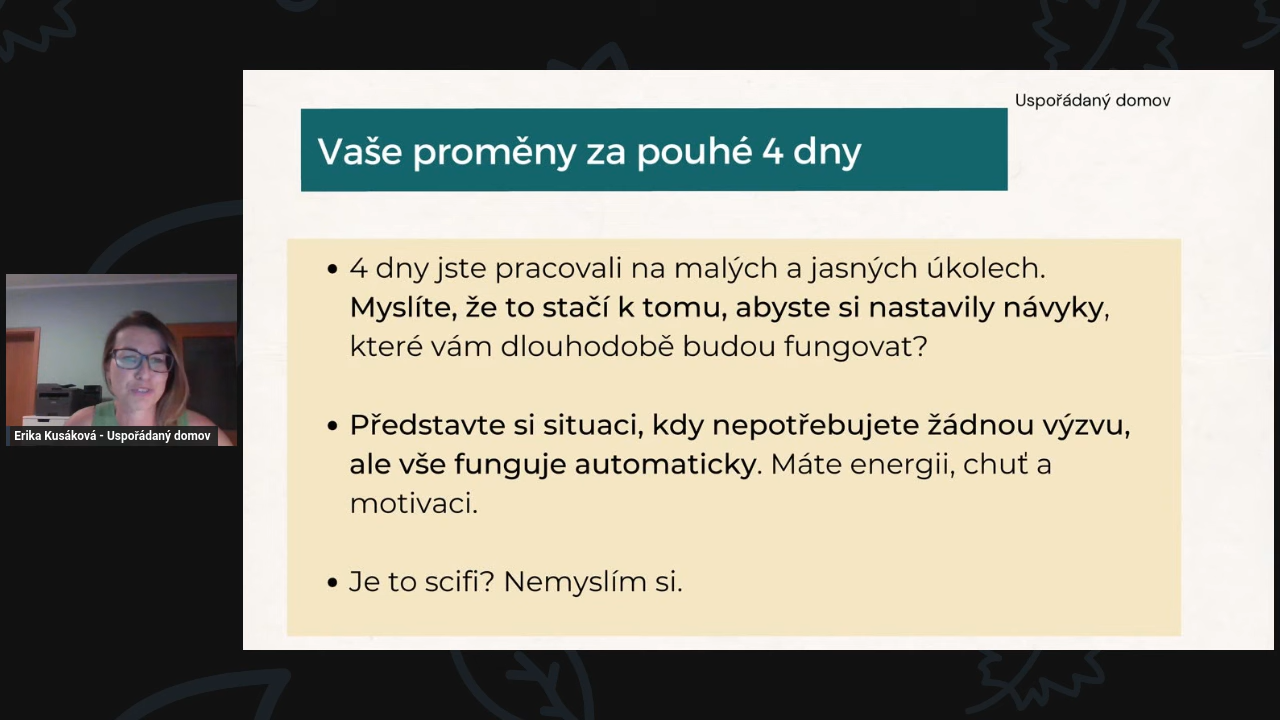 Uspořádaný domov
Vaše proměny za pouhé 4 dny
• 4 dny jste pracovali na malých a jasných úkolech.
Myslíte, že to stačí k tomu, abyste si nastavily návyky,
které vám dlouhodobě budou fungovat?
• Představte si situaci, kdy nepotřebujete žádnou výzvu,
ale vše funguje automaticky. Máte energii, chuť a
motivaci.
• Je to scifi? Nemyslím si.
Erika Kusáková - Uspořádaný domov